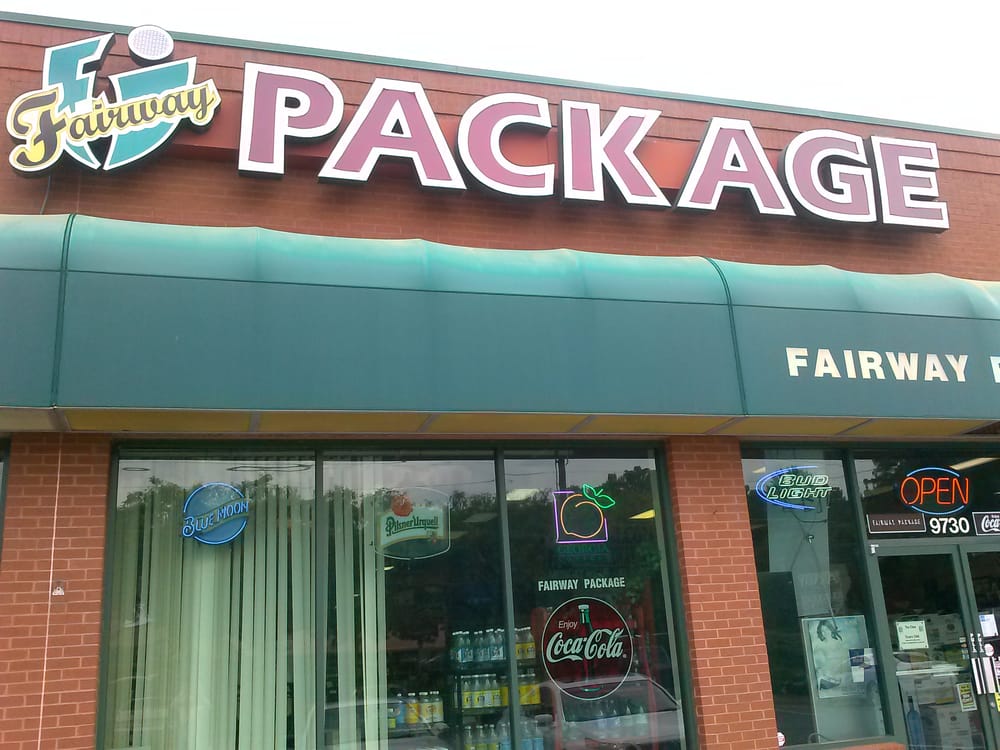 Fairway PACKAGE
FAIRWAY
BLUE MOON
Pilsner Urquell
GEORGIA
FAIRWAY PACKAGE
Enjoy
Coca-Cola
BUD
LIGHT
OPEN
FAIRWAY PACKAGE 9730